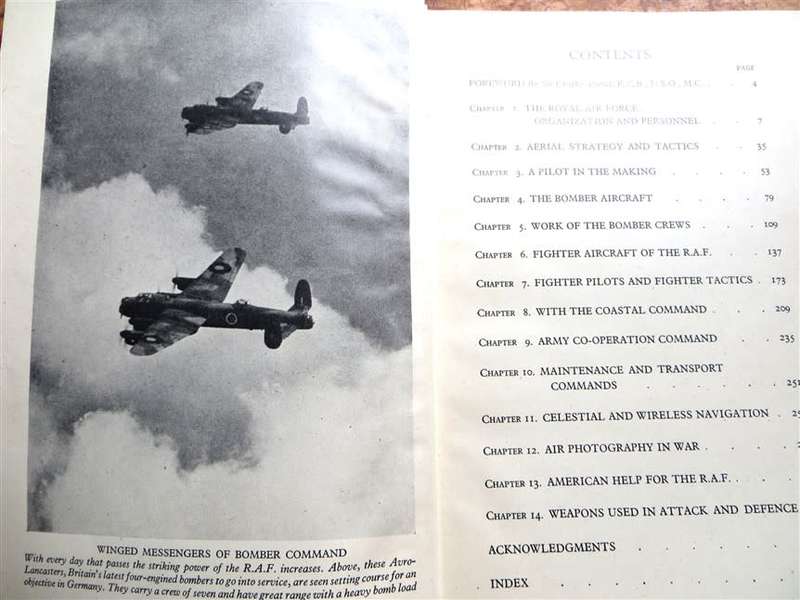 WINGED MESSENGERS OF BOMBER COMMAND
With every day that passes the striking power of the R.A.F. increases. Above, these Avro-
Lancasters, Britain's latest four-engined bombers to go into service, are seen setting course for an
objective in Germany. They carry a crew of seven and have great range with a heavy bomb load
CONTENTS
PAGE
FOREWORD K.C.B., D.S.O., M.C. . . 4
CHAPTER 1. THE ROYAL AIR FORCE:
ORGANIZATION AND PERSONNEL . . 7
CHAPTER 2. AERIAL STRATEGY AND TACTICS . . 35
CHAPTER 3. A PILOT IN THE MAKING . . . . 53
CHAPTER 4. THE BOMBER AIRCRAFT . . . . 79
CHAPTER 5. WORK OF THE BOMBER CREWS . . 109
CHAPTER 6. FIGHTER AIRCRAFT OF THE R.A.F. . . 137
CHAPTER 7. FIGHTER PILOTS AND FIGHTER TACTICS . 173
CHAPTER 8. WITH THE COASTAL COMMAND . . . 209
CHAPTER 9. ARMY CO-OPERATION COMMAND . . 235
CHAPTER 10. MAINTENANCE AND TRANSPORT
COMMANDS . . . . . . 251
CHAPTER 11. CELESTIAL AND WIRELESS NAVIGATION .
CHAPTER 12. AIR PHOTOGRAPHY IN WAR . . . .
CHAPTER 13. AMERICAN HELP FOR THE R.A.F. . . .
CHAPTER 14. WEAPONS USED IN ATTACK AND DEFENCE
ACKNOWLEDGMENTS . . . . .
INDEX . . . . . . .